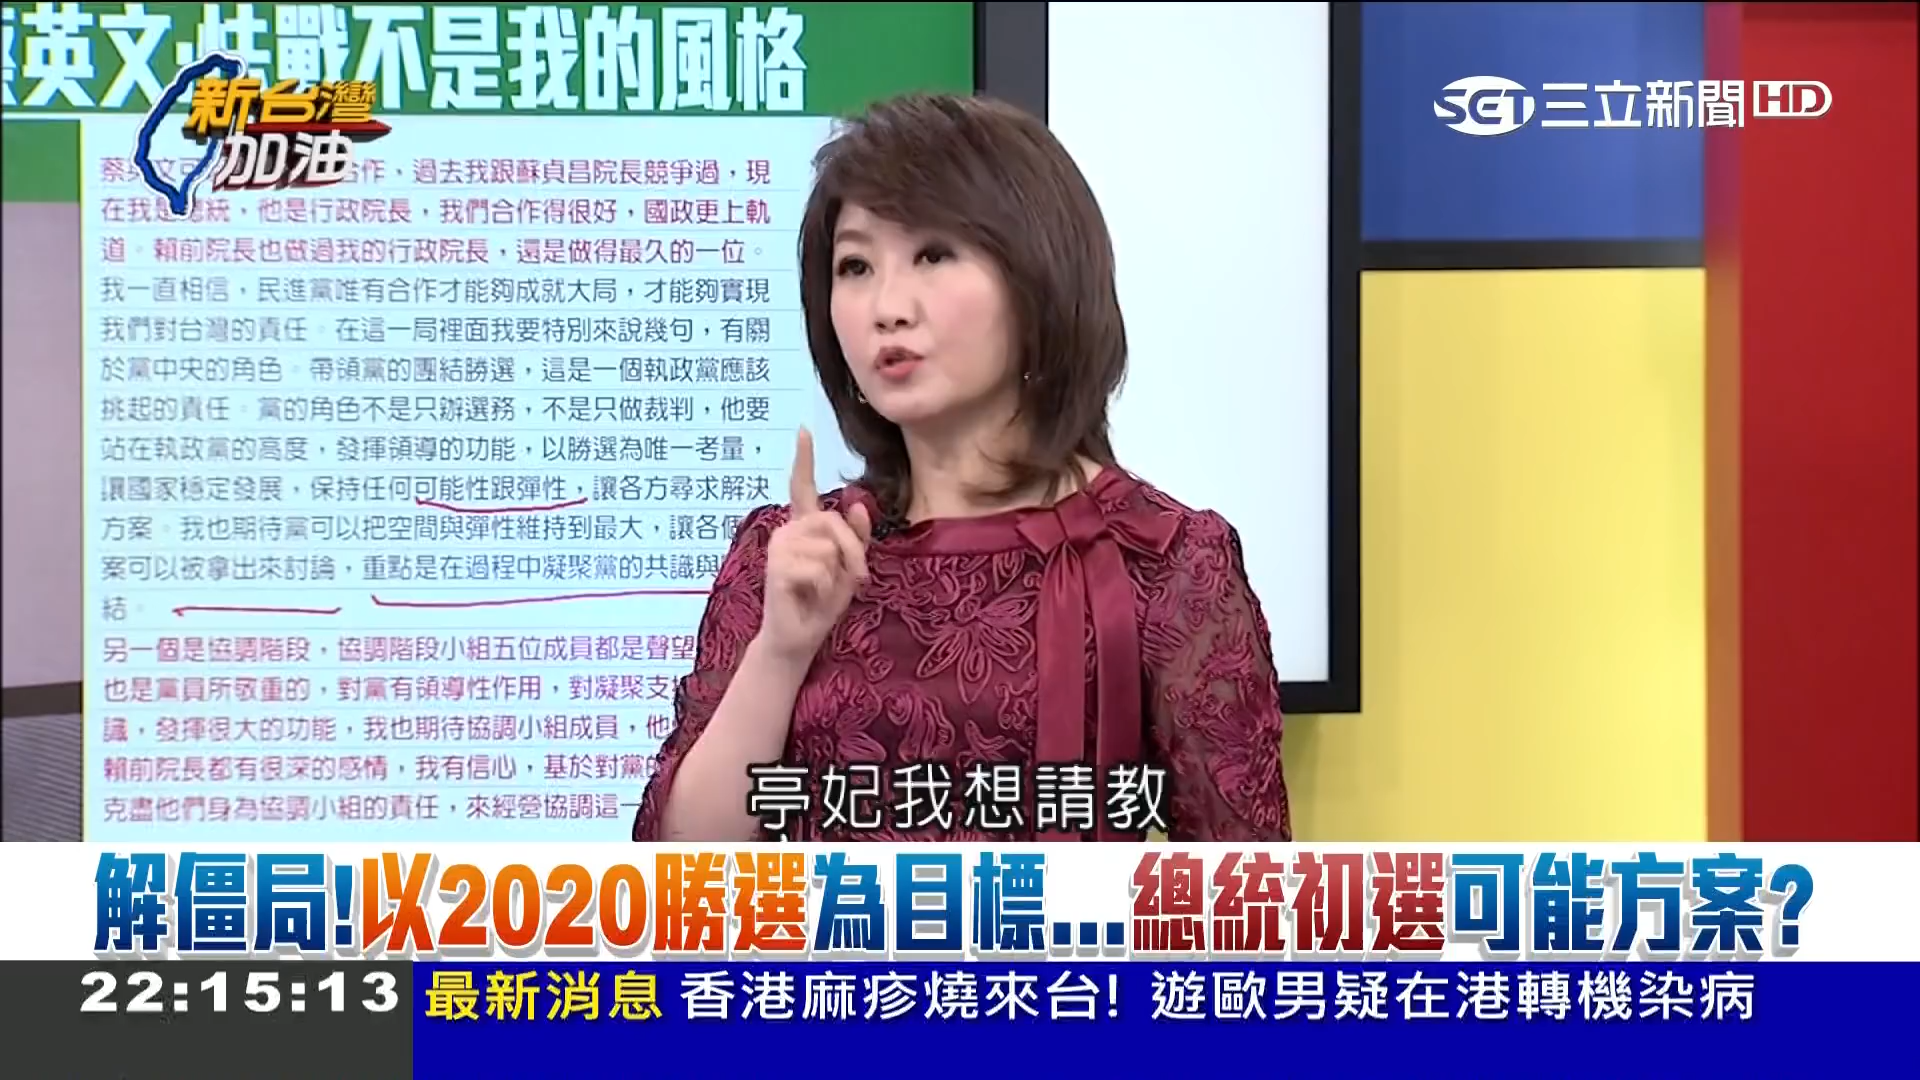 蔡英文:怯戰不是我的風格
新台灣
加油
SET三立新聞HD
合作，過去我跟蘇貞昌院長競爭過，現
在我是總統，他是行政院長，我們合作得很好，國政更上軌
道。賴前院長也做過我的行政院長，還是做得最久的一位。
我一直相信，民進黨唯有合作才能夠成就大局，才能夠實現
我們對台灣的責任。在這一局裡面我要特別來說幾句，有關
於黨中央的角色。帶領黨的團結勝選，這是一個執政黨應該
挑起的責任。黨的角色不是只辦選務，不是只做裁判，他要
站在執政黨的高度，發揮領導的功能，以勝選為唯一考量，
讓國家穩定發展，保持任何可能性跟彈性，讓各方尋求解決
方案。我也期待黨可以把空間與彈性維持到最大，讓各個
案可以被拿出來討論，重點是在過程中凝聚黨的共識與
結。
另一個是協調階段，協調階段小組五位成員都是聲望
也是黨員所敬重的，對黨有領導性作用，對凝聚支持
識，發揮很大的功能，我也期待協調小組成員，他
賴前院長都有很深的感情，我有信心，基於對黨的
克盡他們身為協調小組的責任，來經營協調這一
亭妃我想請教
解僵局!以2020勝選為目標...總統初選可能方案?
22:15:13 最新消息 香港麻疹燒來台! 遊歐男疑在港轉機染病